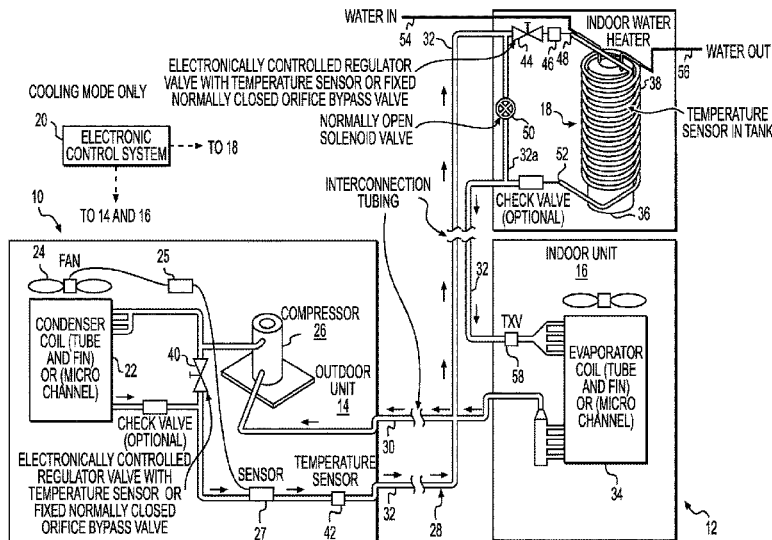 WATER IN
54
32
44
46
48
INDOOR WATER
HEATER
WATER OUT
56
38
ELECTRONICALLY CONTROLLED REGULATOR
VALVE WITH TEMPERATURE SENSOR OR FIXED
NORMALLY CLOSED ORIFICE BYPASS VALVE
COOLING MODE ONLY
20
ELECTRONIC
CONTROL SYSTEM
TO 18
TO 14 AND 16
NORMALLY OPEN
SOLENOID VALVE
50
18
TEMPERATURE
SENSOR IN TANK
32a
52
INTERCONNECTION
TUBING
CHECK VALVE
(OPTIONAL)
36
10
24
FAN
25
COMPRESSOR
26
CONDENSER
COIL (TUBE
AND FIN)
OR (MICRO
CHANNEL)
22
40
OUTDOOR
UNIT
14
CHECK VALVE
(OPTIONAL)
ELECTRONICALLY CONTROLLED
REGULATOR VALVE WITH
TEMPERATURE SENSOR OR
FIXED NORMALLY CLOSED
ORIFICE BYPASS VALVE
SENSOR
27
TEMPERATURE
SENSOR
42
30
32
28
32
INDOOR UNIT
16
TXV
58
EVAPORATOR
COIL (TUBE
AND FIN)
OR (MICRO
CHANNEL)
34
12